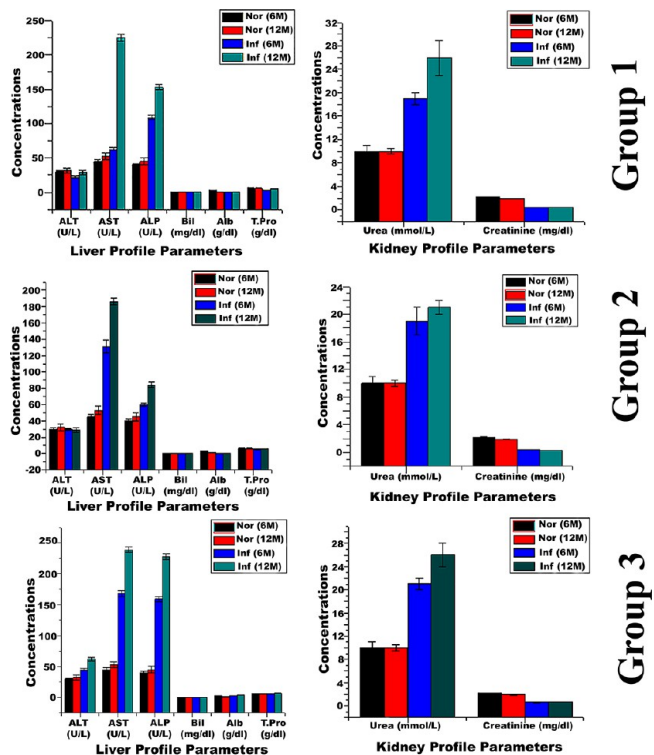 Nor (6M)
Nor (12M)
Inf (6M)
Inf (12M)
Concentrations
250
200
150
100
50
0
ALT
(U/L)
AST
(U/L)
ALP
(U/L)
Bil
(mg/dl)
Alb
(g/dl)
T.Pro
(g/dl)
Liver Profile Parameters
Nor (6M)
Nor (12M)
Inf (6M)
Inf (12M)
Concentrations
32
28
24
20
16
12
8
4
0
Urea (mmol/L)
Creatinine (mg/dl)
Kidney Profile Parameters
Group 1
Nor (6M)
Nor (12M)
Inf (6M)
Inf (12M)
Concentrations
200
180
160
140
120
100
80
60
40
20
0
-20
ALT
(U/L)
AST
(U/L)
ALP
(U/L)
Bil
(mg/dl)
Alb
(g/dl)
T.Pro
(g/dl)
Liver Profile Parameters
Nor (6M)
Nor (12M)
Inf (6M)
Inf (12M)
Concentrations
24
20
16
12
8
4
0
Urea (mmol/L)
Creatinine (mg/dl)
Kidney Profile Parameters
Group 2
Nor (6M)
Nor (12M)
Inf (6M)
Inf (12M)
Concentrations
250
200
150
100
50
0
ALT
(U/L)
AST
(U/L)
ALP
(U/L)
Bil
(mg/dl)
Alb
(g/dl)
T.Pro
(g/dl)
Liver Profile Parameters
Nor (6M)
Nor (12M)
Inf (6M)
Inf (12M)
Concentrations
28
24
20
16
12
8
4
0
Urea (mmol/L)
Creatinine (mg/dl)
Kidney Profile Parameters
Group 3